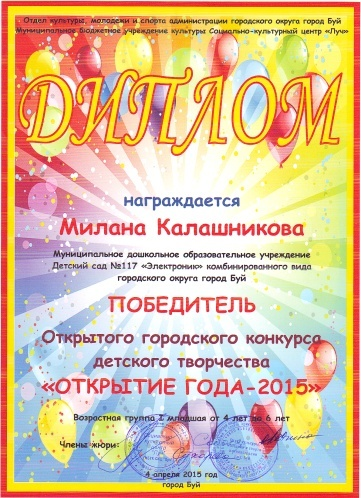 Отдел культуры, молодежи и спорта администрации городского округа город Буй
Муниципальное бюджетное учреждение культуры Социально-культурный центр «Луч»
ДИПЛОМ
награждается
Милана Калашникова
Муниципальное дошкольное образовательное учреждение
Детский сад №117 «Электроник» комбинированного вида
городского округа город Буй
ПОБЕДИТЕЛЬ
Открытого городского конкурса
детского творчества
«ОТКРЫТИЕ ГОДА-2015»
Возрастная группа 1 младшая от 4 лет до 6 лет
Члены жюри:
4 апреля 2015 год
город Буй